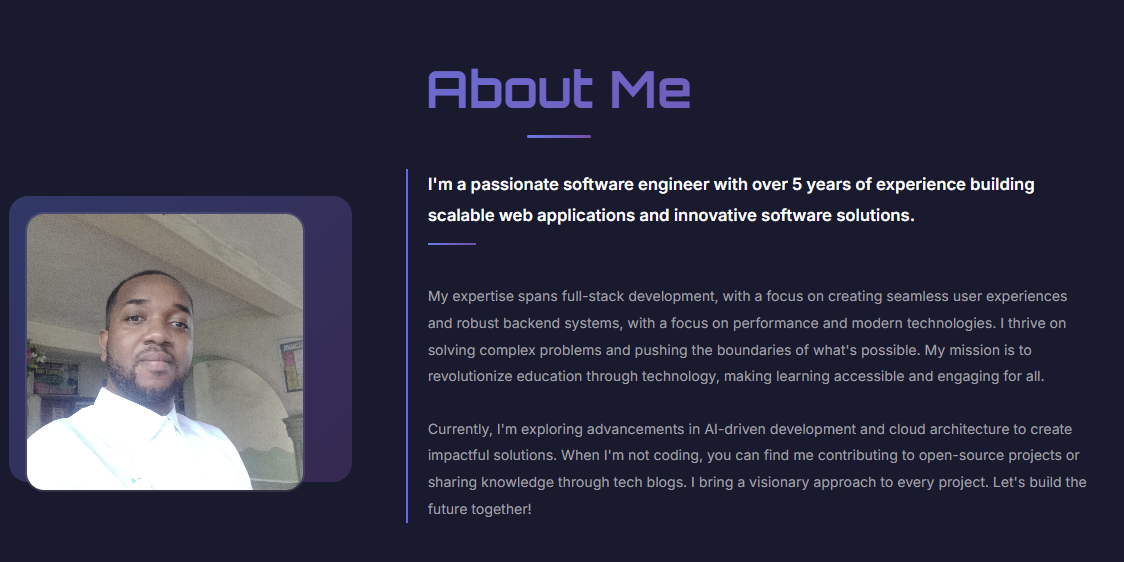 About Me
I'm a passionate software engineer with over 5 years of experience building
scalable web applications and innovative software solutions.
My expertise spans full-stack development, with a focus on creating seamless user experiences
and robust backend systems, with a focus on performance and modern technologies. I thrive on
solving complex problems and pushing the boundaries of what's possible. My mission is to
revolutionize education through technology, making learning accessible and engaging for all.
Currently, I'm exploring advancements in AI-driven development and cloud architecture to create
impactful solutions. When I'm not coding, you can find me contributing to open-source projects or
sharing knowledge through tech blogs. I bring a visionary approach to every project. Let's build the
future together!